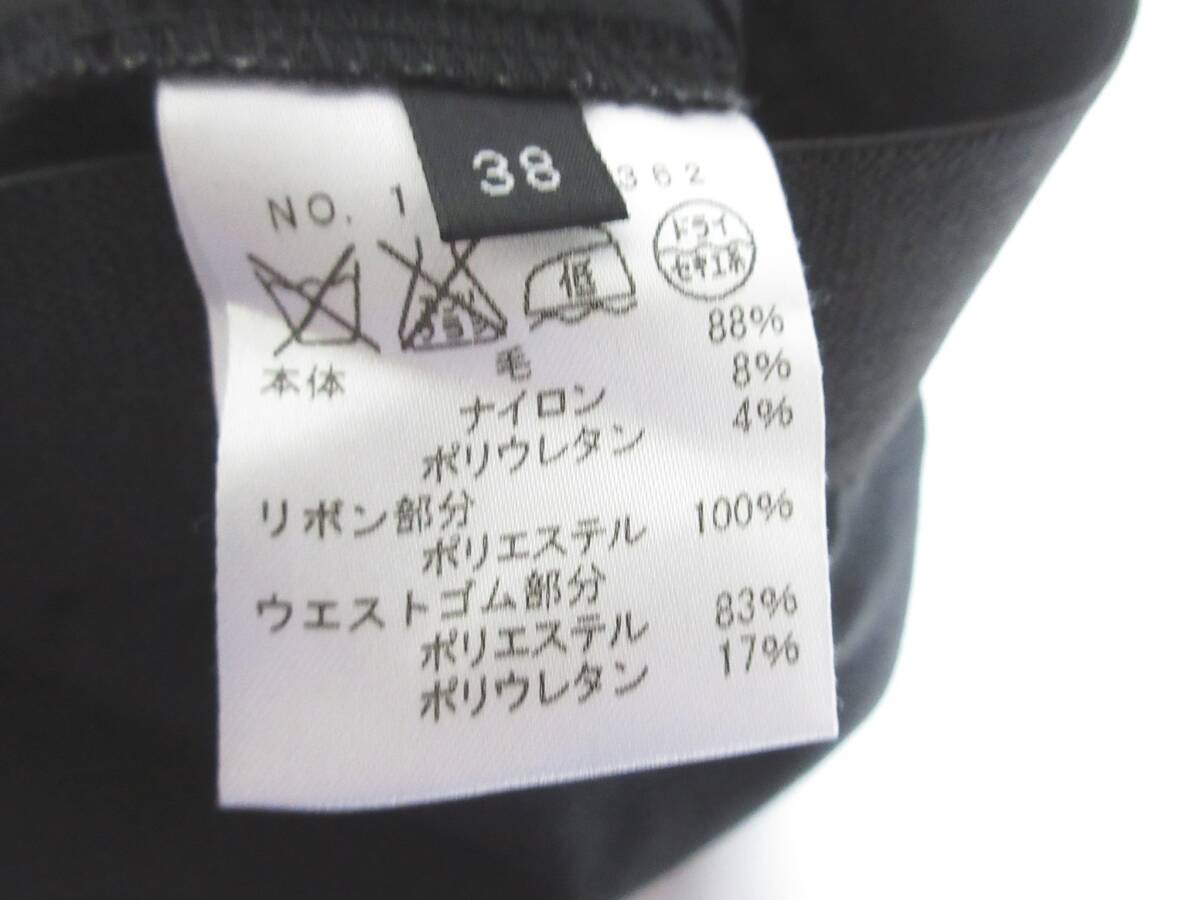 38
NO. 1 362
低
ドライ
セキユ系
本体
毛 88%
ナイロン 8%
ポリウレタン 4%
リボン部分
ポリエステル 100%
ウエストゴム部分
ポリエステル 83%
ポリウレタン 17%